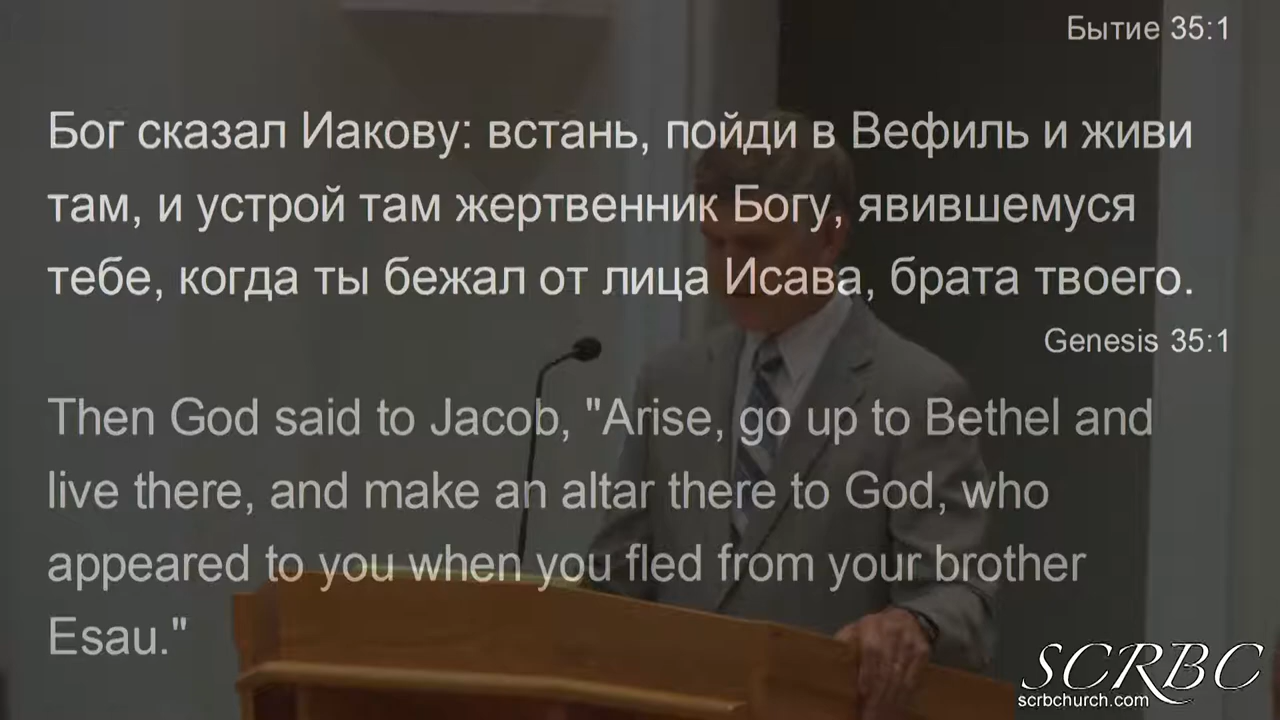 Бытие 35:1
Бог сказал Иакову: встань, пойди в Вефиль и живи
там, и устрой там жертвенник Богу, явившемуся
тебе, когда ты бежал от лица Исава, брата твоего.
Genesis 35:1
Then God said to Jacob, "Arise, go up to Bethel and
live there, and make an altar there to God, who
appeared to you when you fled from your brother
Esau."
SCRBC
scrbchurch.com